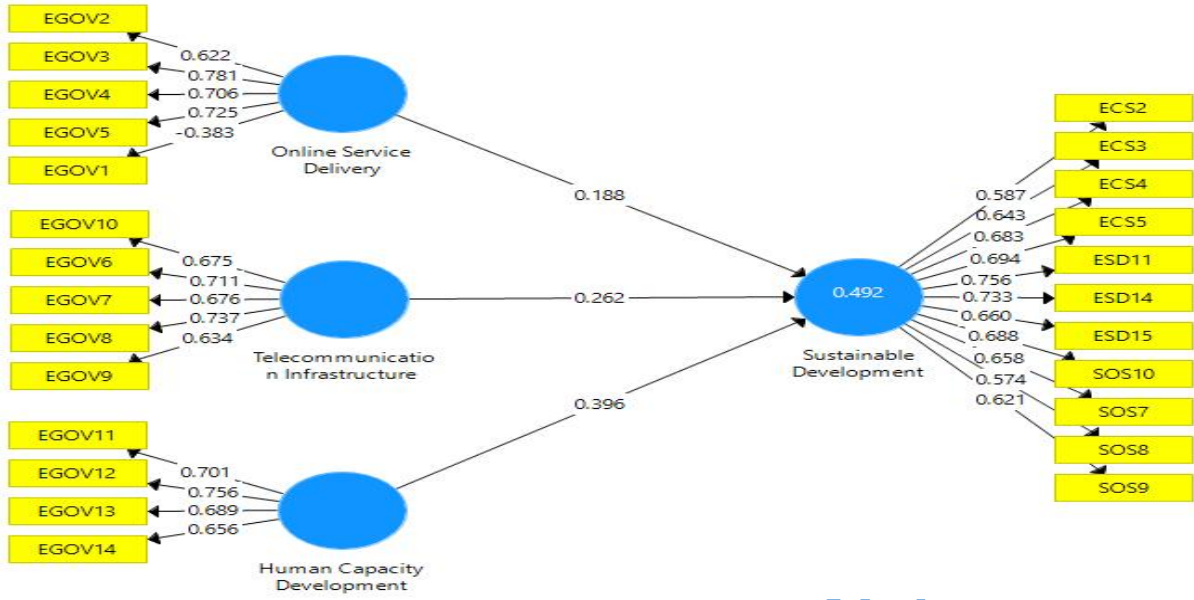 EGOV2
EGOV3
EGOV4
EGOV5
EGOV1
0.622
0.781
0.706
0.725
-0.383
Online Service
Delivery
EGOV10
EGOV6
EGOV7
EGOV8
EGOV9
0.675
0.711
0.676
0.737
0.634
Telecommunicatio
n Infrastructure
EGOV11
EGOV12
EGOV13
EGOV14
0.701
0.756
0.689
0.656
Human Capacity
Development
0.188
0.262
0.396
0.492
Sustainable
Development
0.587
0.643
0.683
0.694
0.756
0.733
0.660
0.688
0.658
0.574
0.621
ECS2
ECS3
ECS4
ECS5
ESD11
ESD14
ESD15
SOS10
SOS7
SOS8
SOS9